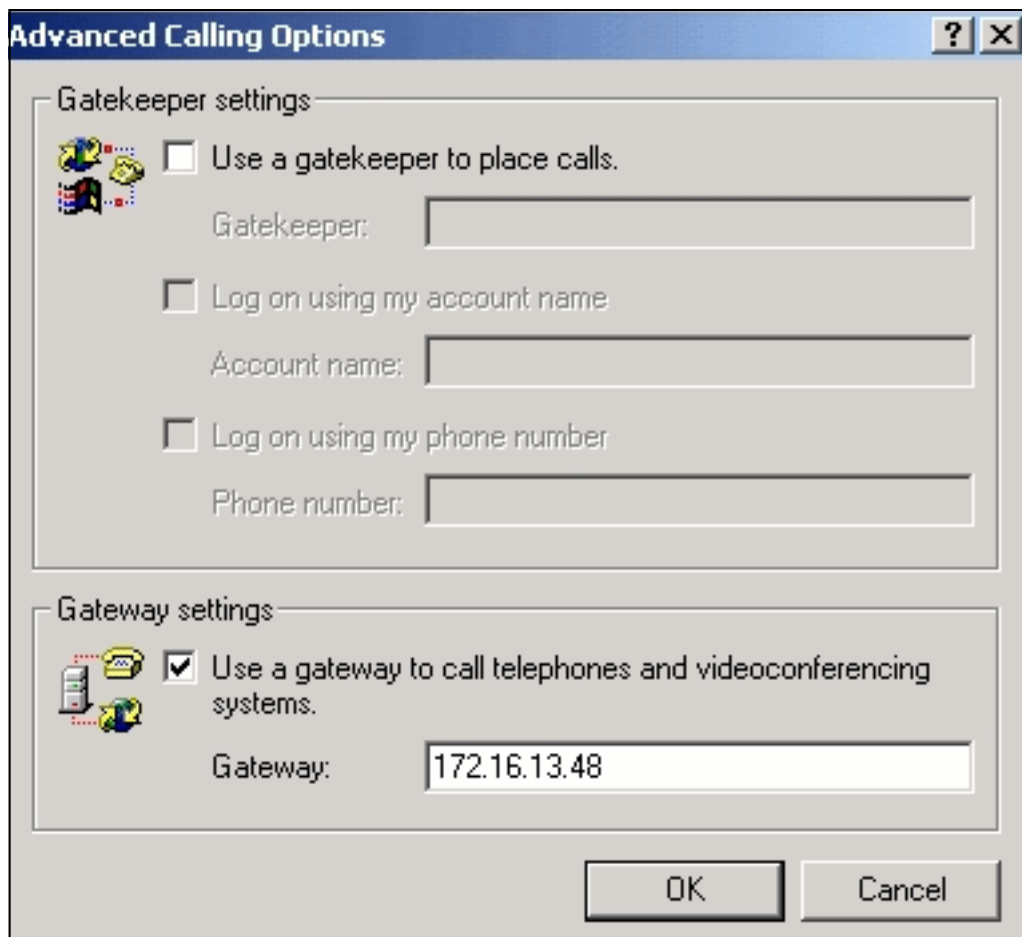 Advanced Calling Options
Gatekeeper settings
Use a gatekeeper to place calls.
Gatekeeper:
Log on using my account name
Account name:
Log on using my phone number
Phone number:
Gateway settings
Use a gateway to call telephones and videoconferencing
systems.
Gateway: 172.16.13.48
OK Cancel